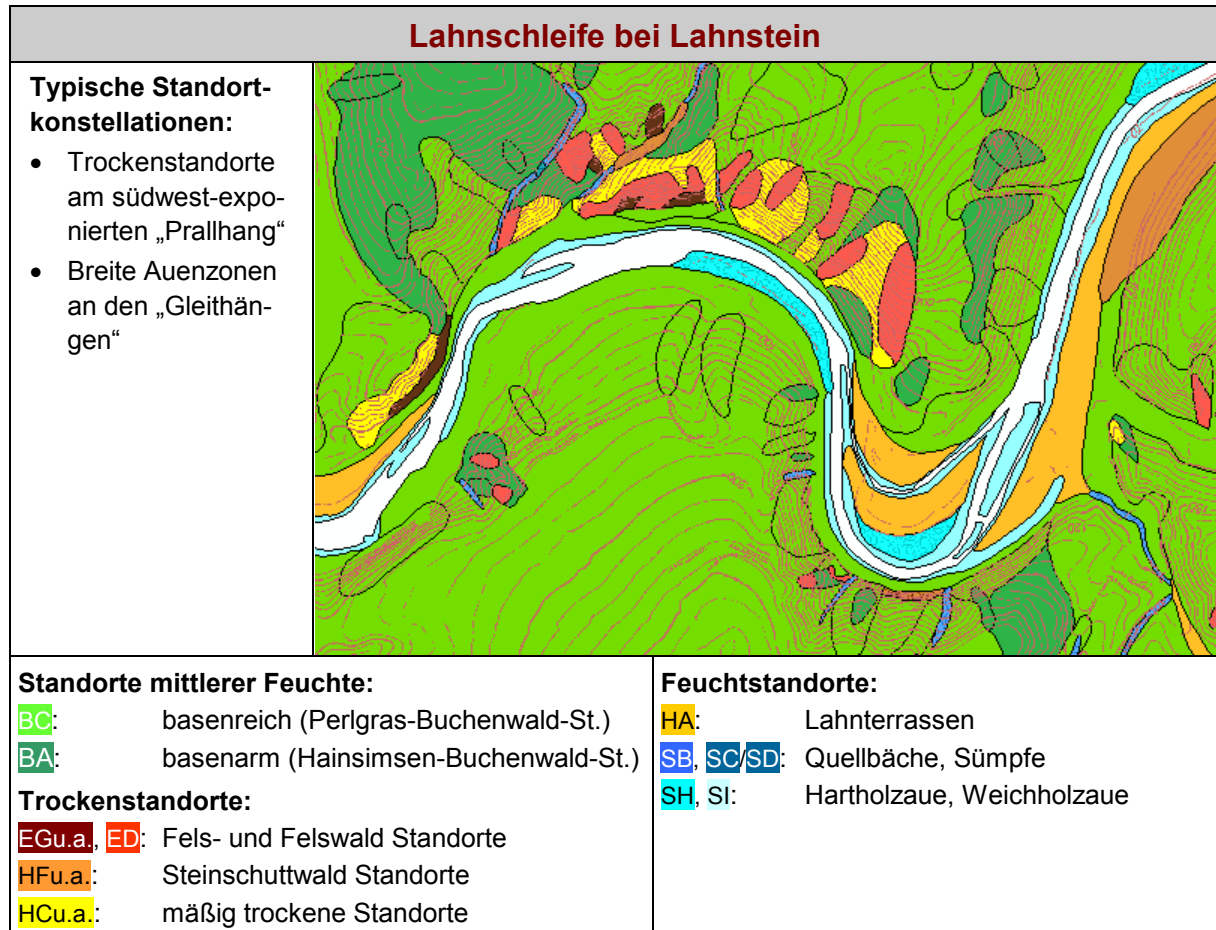 Lahnschleife bei Lahnstein
Typische Standort-
konstellationen:
• Trockenstandorte
am südwest-expo-
nierten „Prallhang“
• Breite Auenzonen
an den „Gleithän-
gen“
Standorte mittlerer Feuchte:
BC: basenreich (Perlgras-Buchenwald-St.)
BA: basenarm (Hainsimsen-Buchenwald-St.)
Trockenstandorte:
EGu.a., ED: Fels- und Felswald Standorte
HFu.a.: Steinschuttwald Standorte
HCu.a.: mäßig trockene Standorte
Feuchtstandorte:
HA: Lahnterrassen
SB, SC/SD: Quellbäche, Sümpfe
SH, SI: Hartholzaue, Weichholzaue